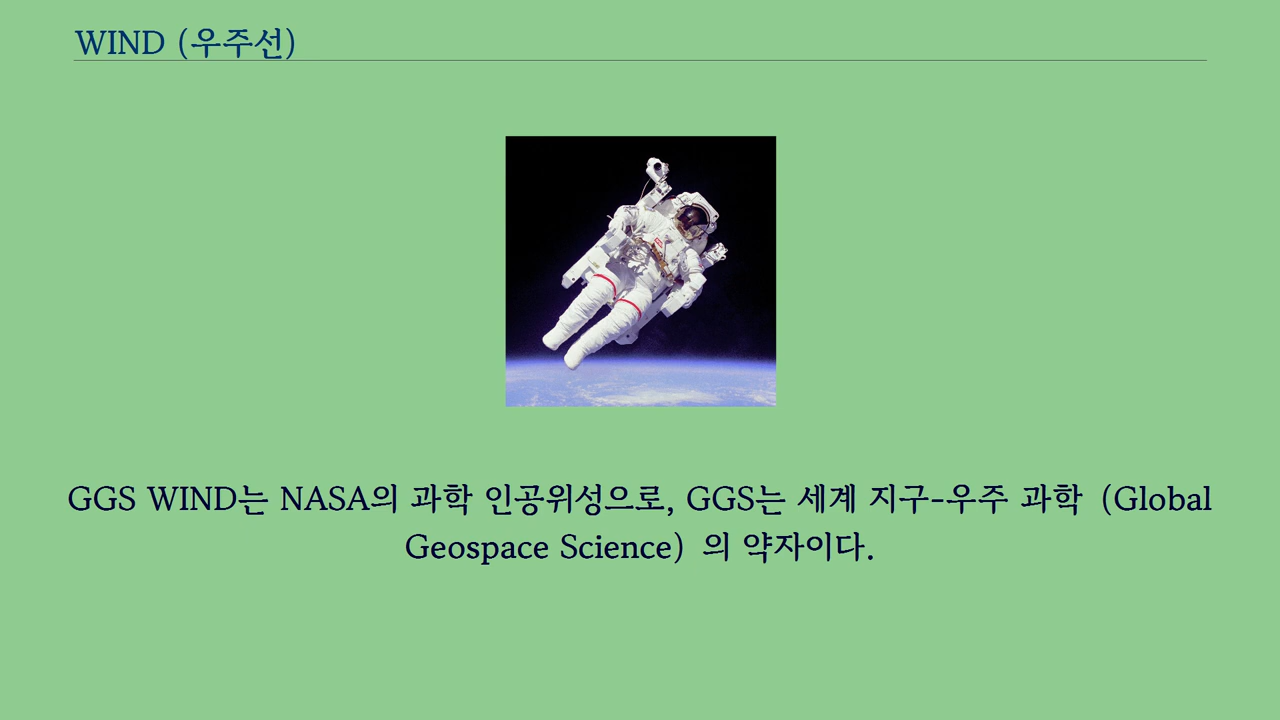 WIND (우주선)
GGS WIND는 NASA의 과학 인공위성으로, GGS는 세계 지구-우주 과학 (Global
Geospace Science) 의 약자이다.